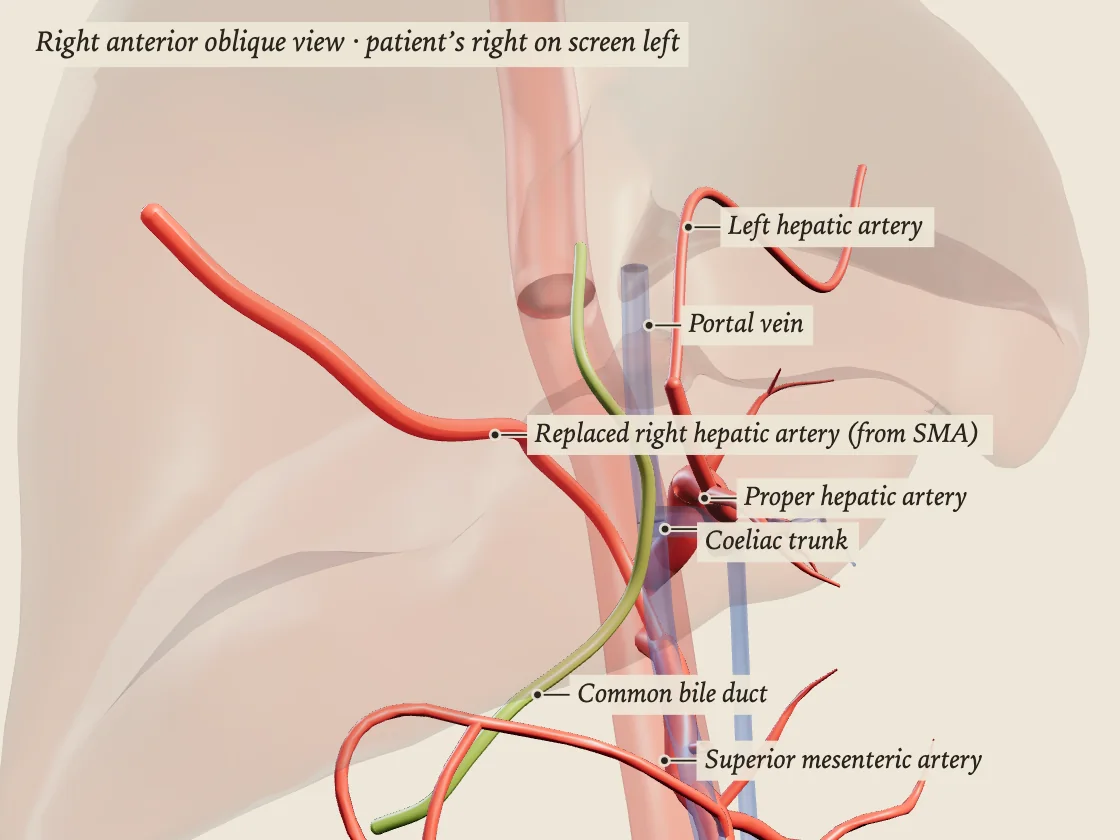 Right anterior oblique view · patient’s right on screen left
Left hepatic artery
Portal vein
Replaced right hepatic artery (from SMA)
Proper hepatic artery
Coeliac trunk
Common bile duct
Superior mesenteric artery